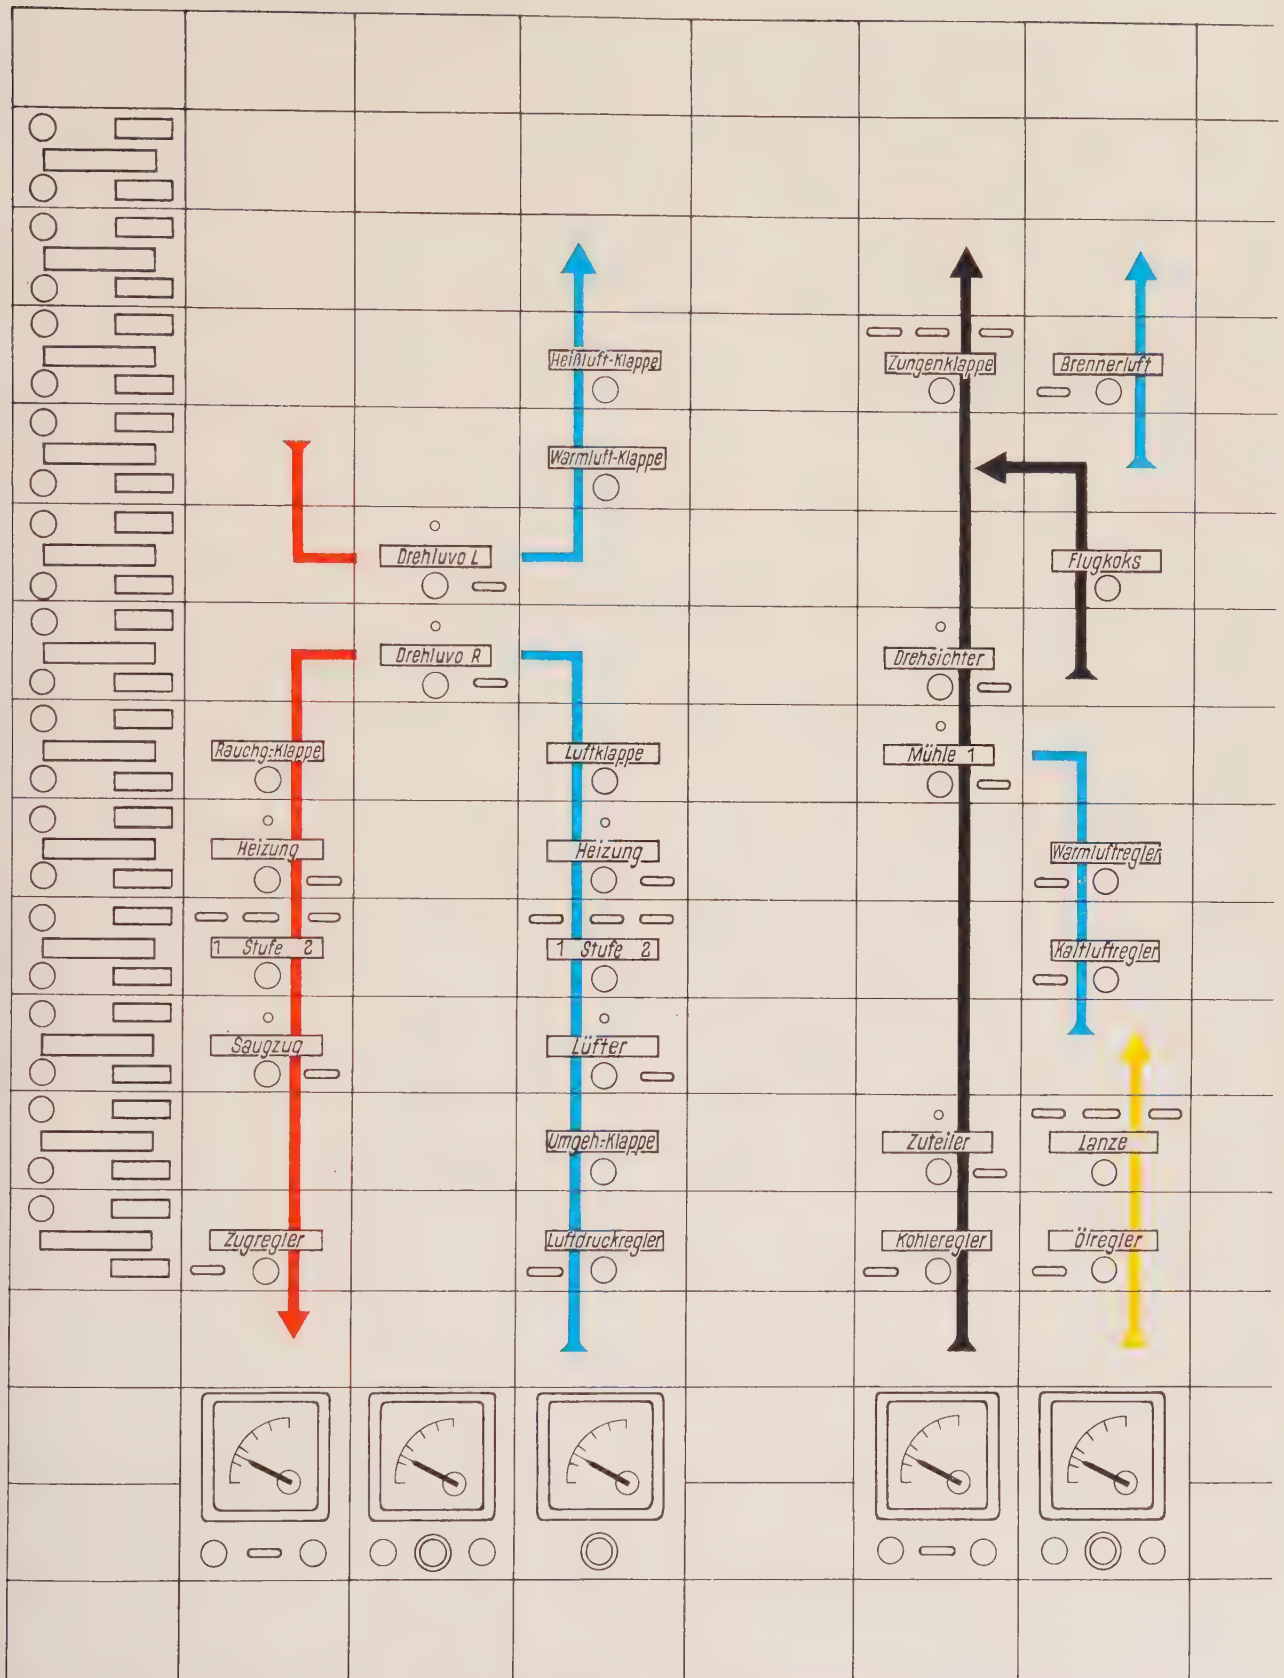 Heißluft-Klappe
Zungenklappe
Brennerluft
Warmluft-Klappe
Drehluvo L
Flugkoks
Drehluvo R
Drehsichter
Rauchg.-Klappe
Luftklappe
Mühle 1
Heizung
Heizung
Warmluftregler
1 Stufe 2
1 Stufe 2
Kaltluftregler
Saugzug
Lüfter
Umgeh.-Klappe
Zuteiler
Lanze
Zugregler
Luftdruckregler
Kohleregler
Ölregler